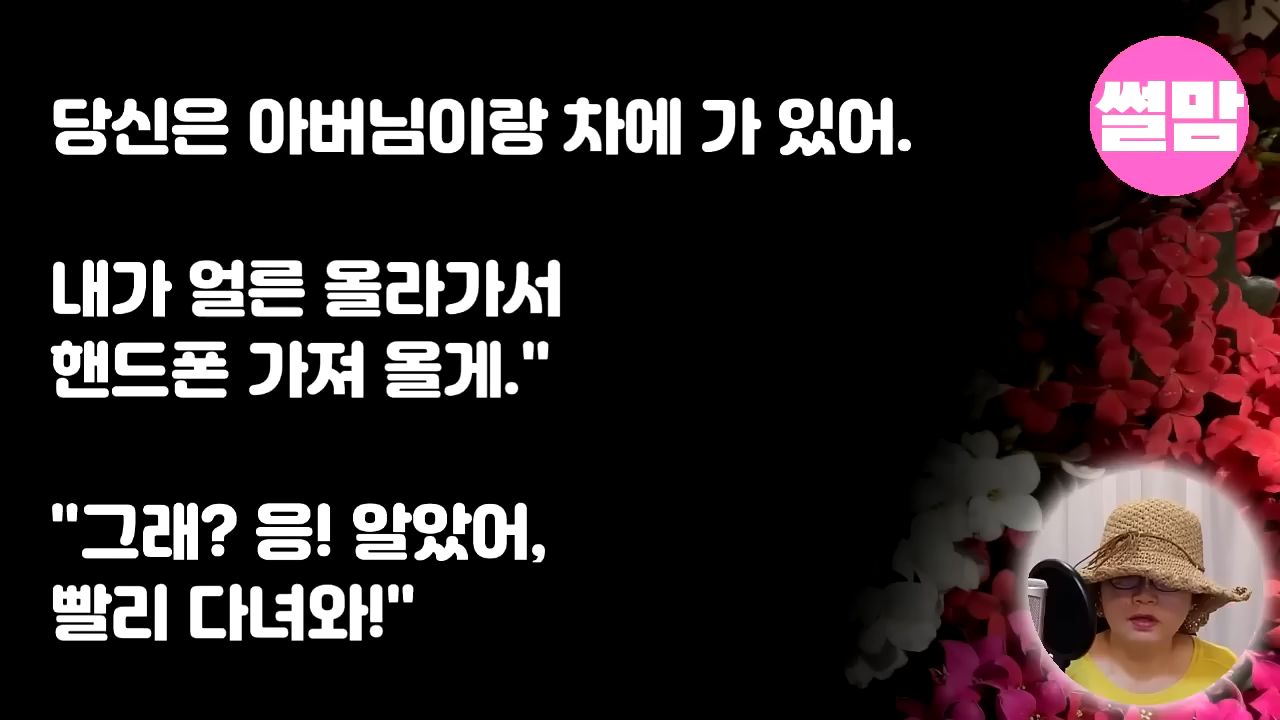 당신은 아버님이랑 차에 가 있어.
내가 얼른 올라가서
핸드폰 가져 올게."
"그래? 응! 알았어,
빨리 다녀와!"
썰맘